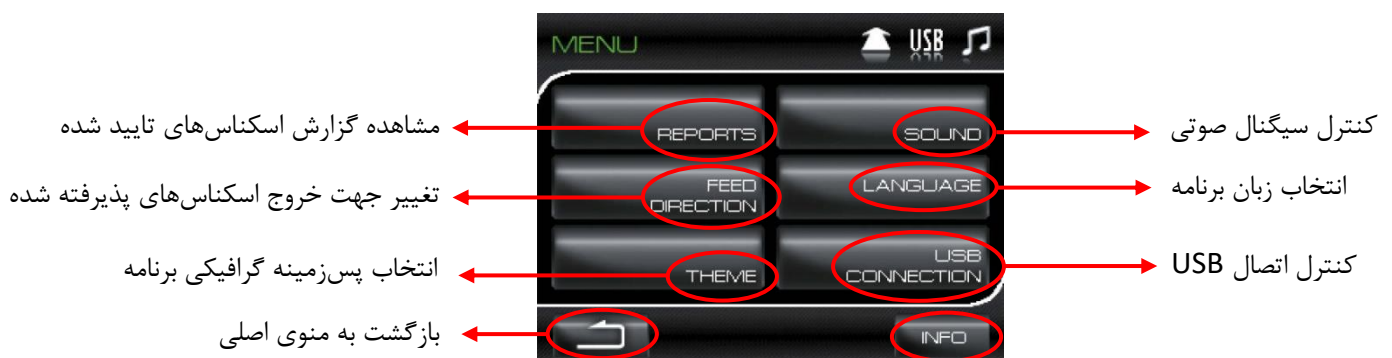 MENU
USB
REPORTS
SOUND
FEED
DIRECTION
LANGUAGE
THEME
USB
CONNECTION
INFO
مشاهده گزارش اسکناس‌های تایید شده
تغییر جهت خروج اسکناس‌های پذیرفته شده
انتخاب پس‌زمینه گرافیکی برنامه
بازگشت به منوی اصلی
کنترل سیگنال صوتی
انتخاب زبان برنامه
کنترل اتصال USB